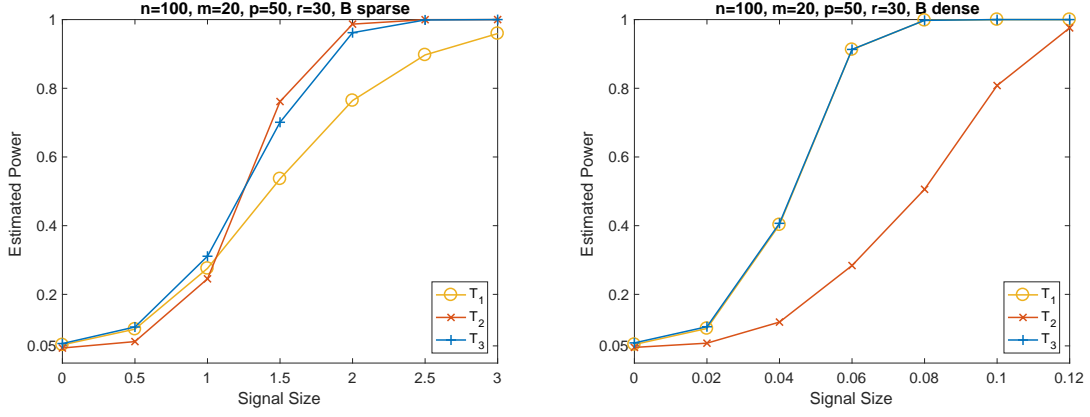 n=100, m=20, p=50, r=30, B sparse
Estimated Power
1
0.8
0.6
0.4
0.2
0.05
0 0.5 1 1.5 2 2.5 3
Signal Size
T1
T2
T3
n=100, m=20, p=50, r=30, B dense
Estimated Power
1
0.8
0.6
0.4
0.2
0.05
0 0.02 0.04 0.06 0.08 0.1 0.12
Signal Size
T1
T2
T3